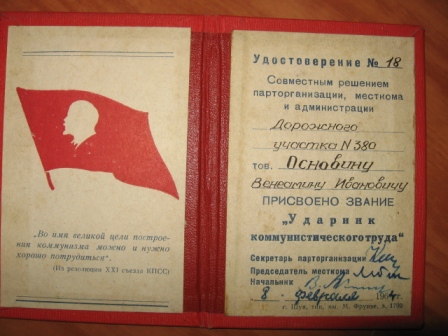 „Во имя великой цели построе-
ния коммунизма можно и нужно
хорошо потрудиться".
(Из резолюции XXI съезда КПСС)
Удостоверение № 18
Совместным решением
парторганизации, месткома
и администрации
Дорожного
участка N 380
тов. Основину
Вениамину Ивановичу
ПРИСВОЕНО ЗВАНИЕ
„Ударник
коммунистического труда"
Секретарь парторганизации
Председатель месткома
Начальник
8 февраля 196